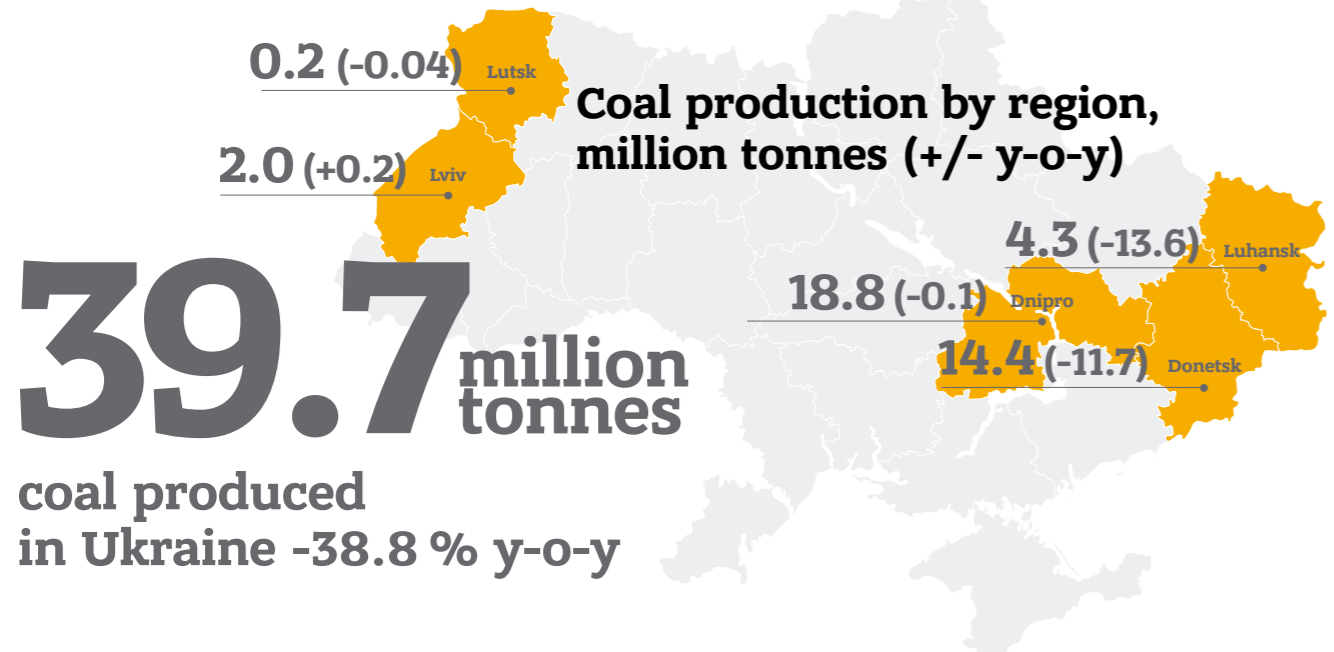 0.2 (-0.04)
Lutsk
Coal production by region,
million tonnes (+/- y-o-y)
2.0 (+0.2)
Lviv
4.3 (-13.6)
Luhansk
18.8 (-0.1)
Dnipro
14.4 (-11.7)
Donetsk
39.7 million
tonnes
coal produced
in Ukraine -38.8 % y-o-y